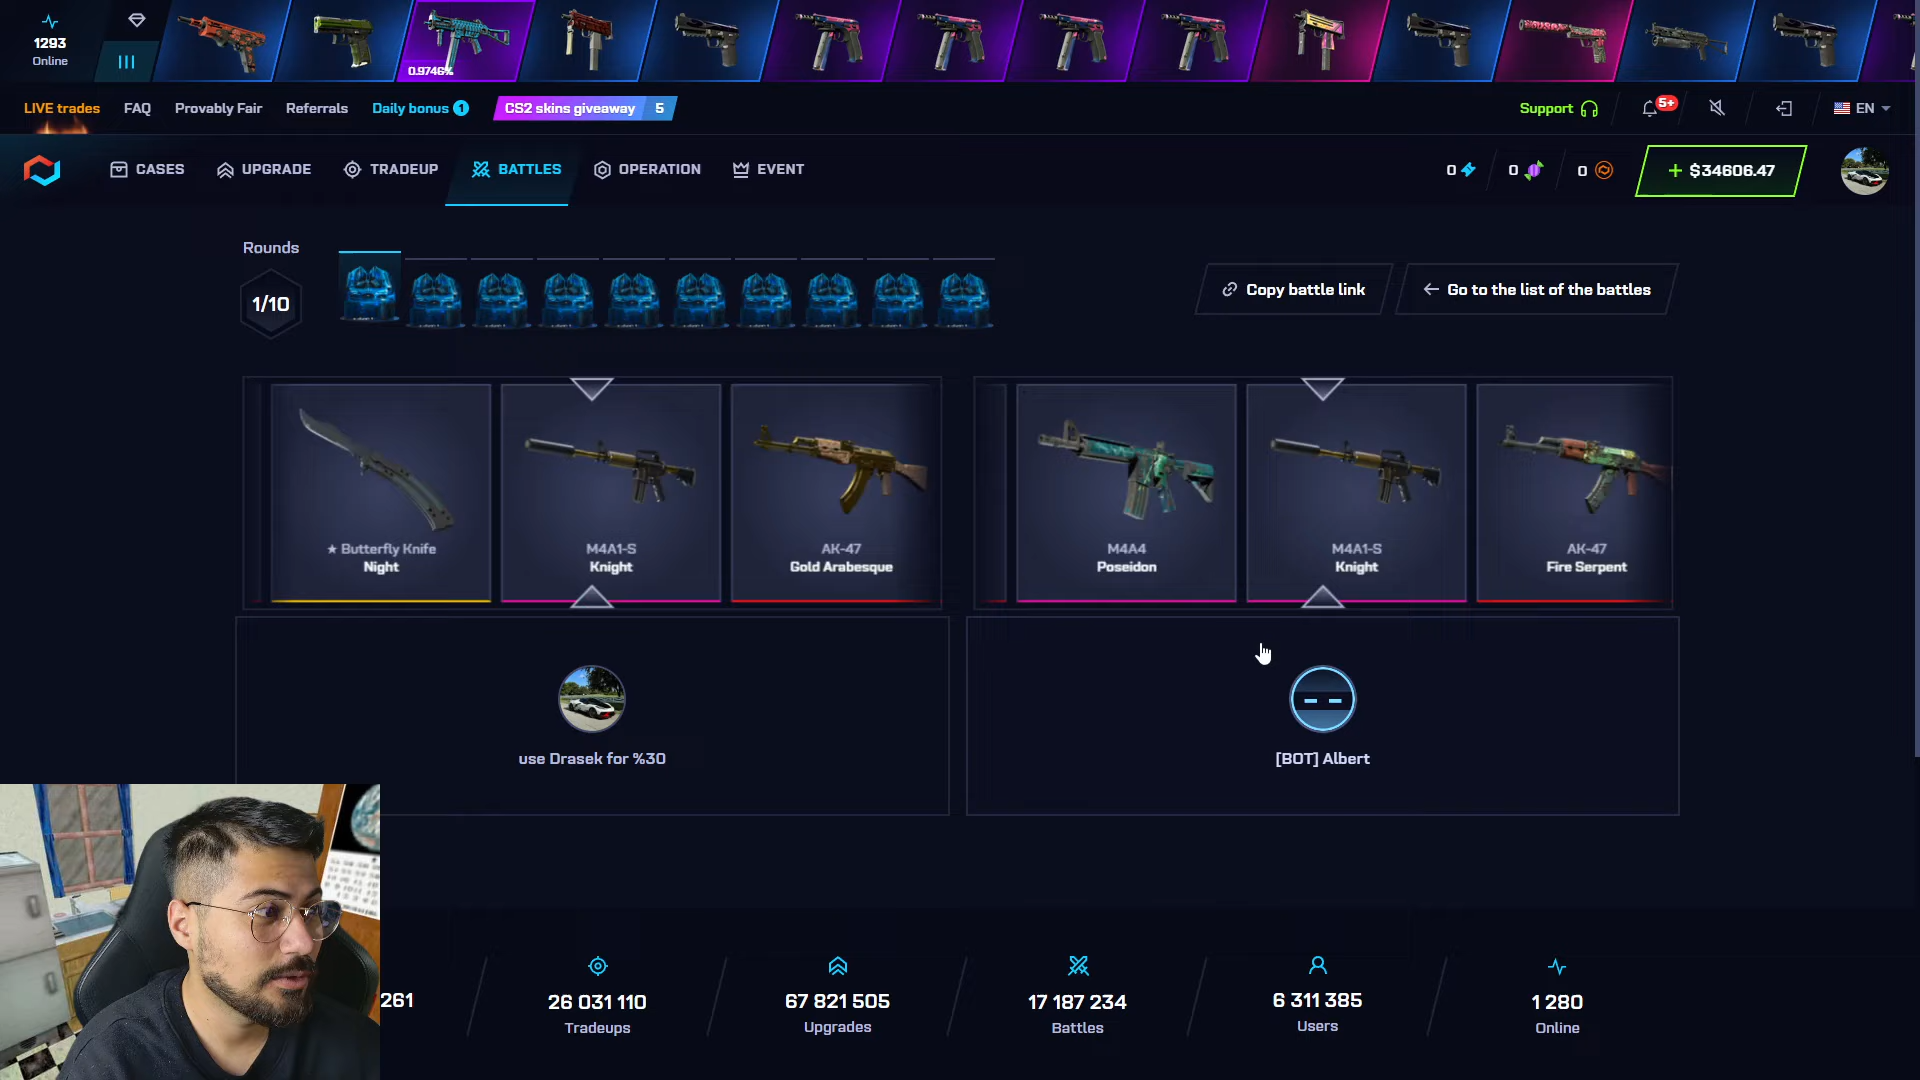 1293
Online
0.9746%
LIVE trades
FAQ
Provably Fair
Referrals
Daily bonus 1
CS2 skins giveaway 5
Support
5+
EN
CASES
UPGRADE
TRADEUP
BATTLES
OPERATION
EVENT
0
0
0
+ $34606.47
Rounds
1/10
Copy battle link
Go to the list of the battles
★ Butterfly Knife
Night
M4A1-S
Knight
AK-47
Gold Arabesque
M4A4
Poseidon
M4A1-S
Knight
AK-47
Fire Serpent
use Drasek for %30
[BOT] Albert
261
26 031 110
Tradeups
67 821 505
Upgrades
17 187 234
Battles
6 311 385
Users
1 280
Online